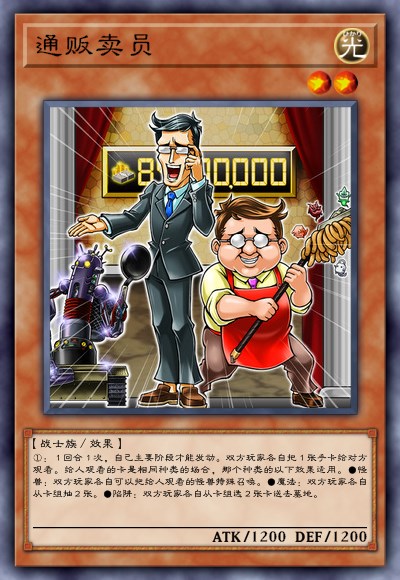 通贩卖员
光
【战士族/效果】
①：1回合1次，自己主要阶段才能发动。双方玩家各自把1张手卡给对方
观看。给人观看的卡是相同种类的场合，那个种类的以下效果适用。●怪
兽：双方玩家各自可以把给人观看的怪兽特殊召唤。●魔法：双方玩家各自
从卡组抽2张。●陷阱：双方玩家各自从卡组选2张卡送去墓地。
ATK/1200 DEF/1200